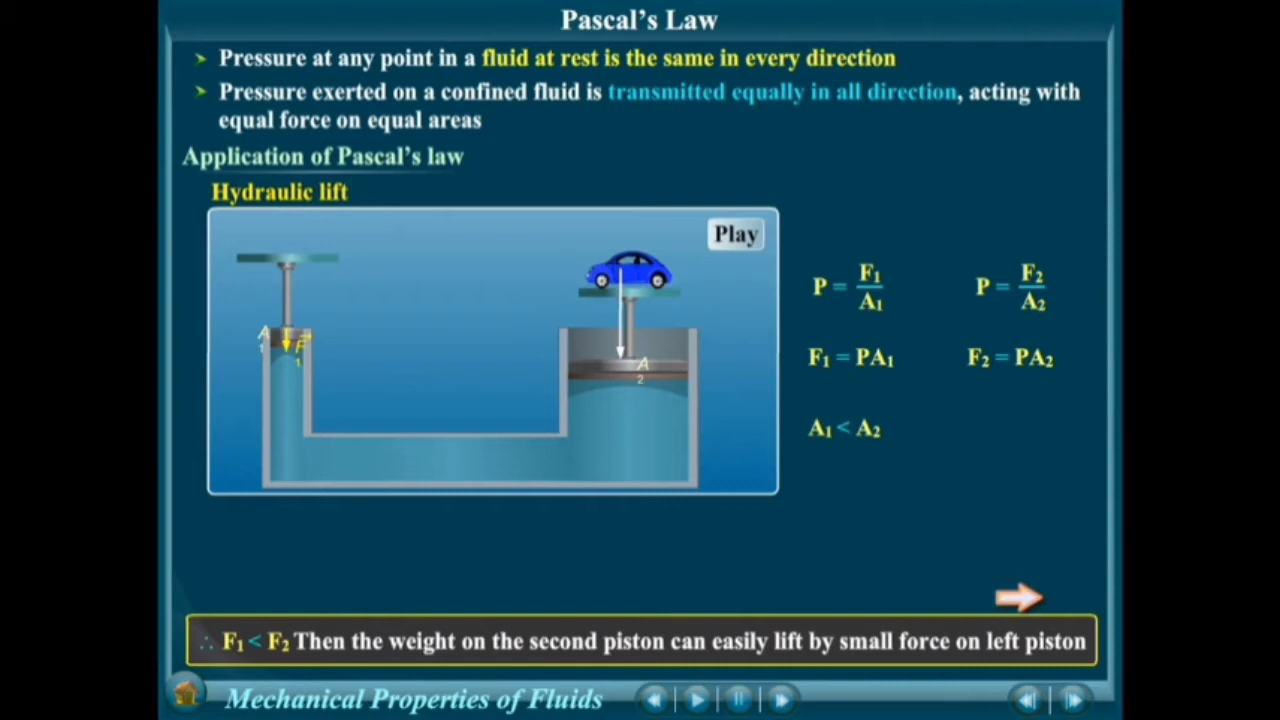 Pascal's Law
Pressure at any point in a fluid at rest is the same in every direction
Pressure exerted on a confined fluid is transmitted equally in all direction, acting with
equal force on equal areas
Application of Pascal's law
Hydraulic lift
Play
A1
F1
A2
P = F1/A1
P = F2/A2
F1 = PA1
F2 = PA2
A1 < A2
∴ F1 < F2 Then the weight on the second piston can easily lift by small force on left piston
Mechanical Properties of Fluids